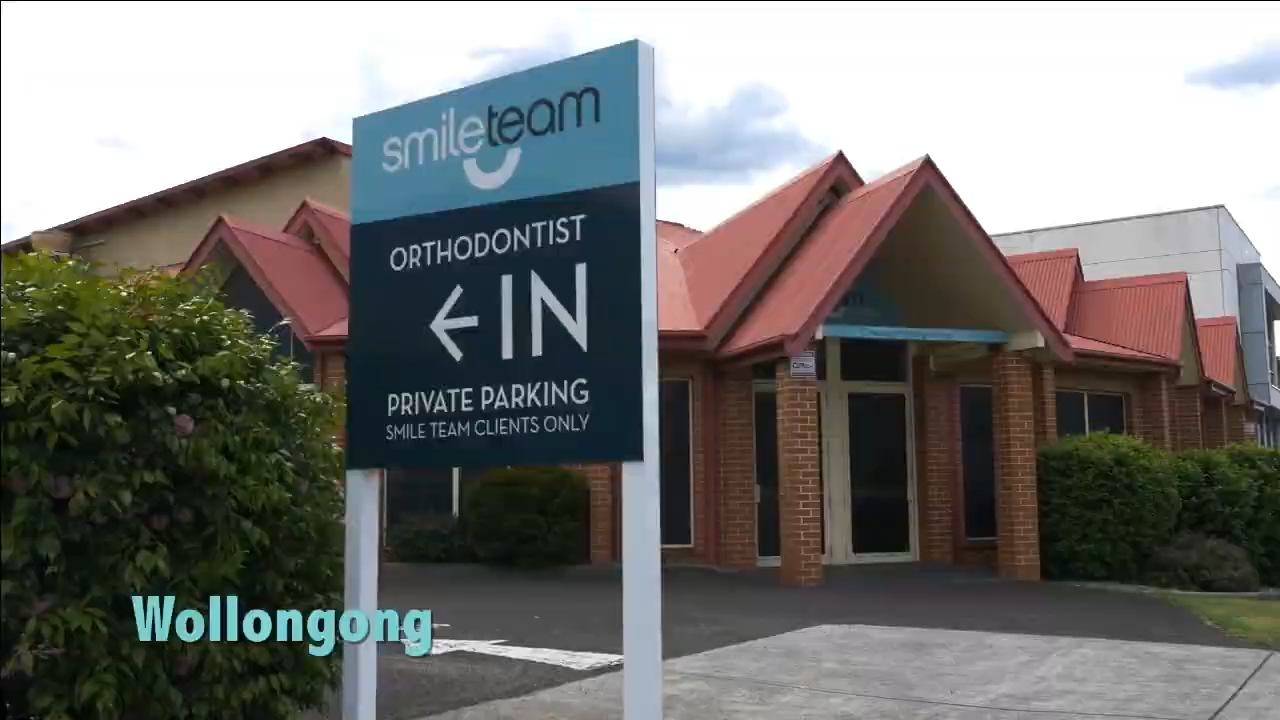 smileteam
ORTHODONTIST
← IN
PRIVATE PARKING
SMILE TEAM CLIENTS ONLY
Wollongong